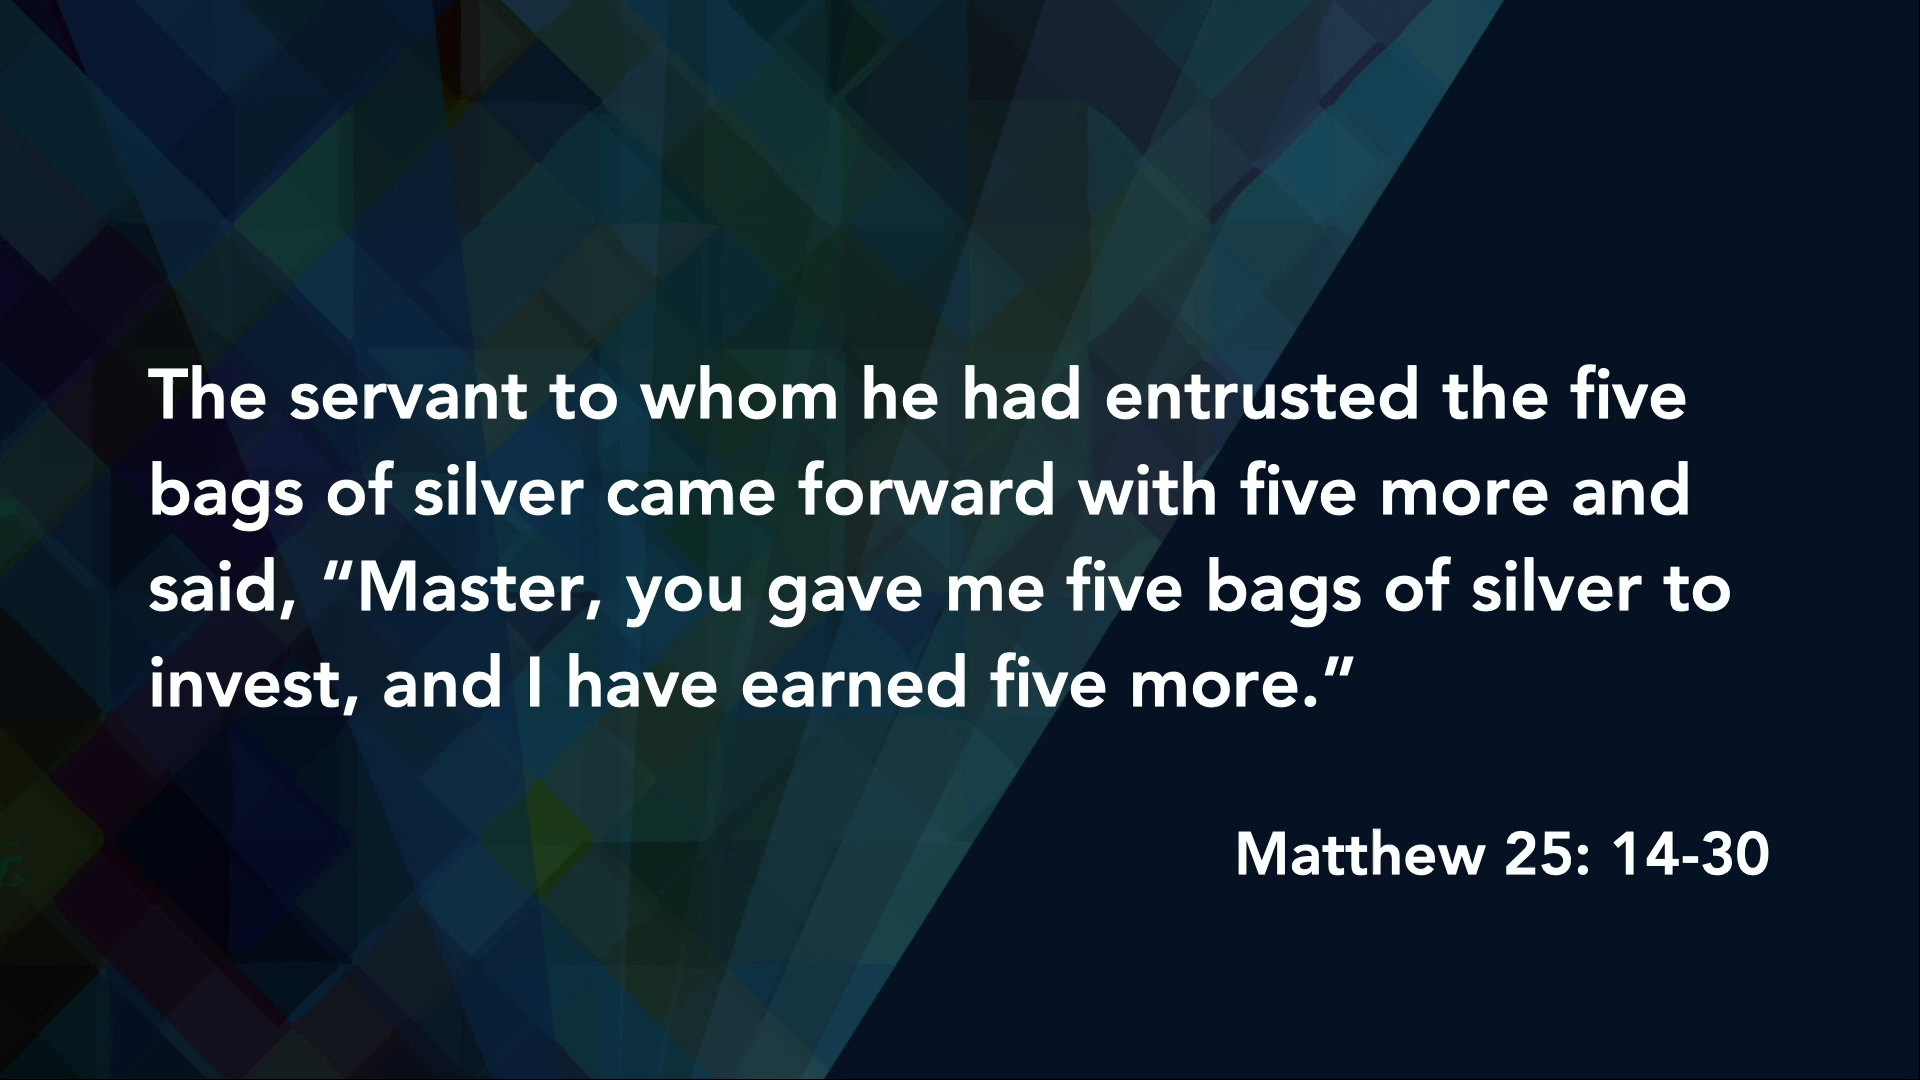 The servant to whom he had entrusted the five
bags of silver came forward with five more and
said, “Master, you gave me five bags of silver to
invest, and I have earned five more.”
Matthew 25: 14-30